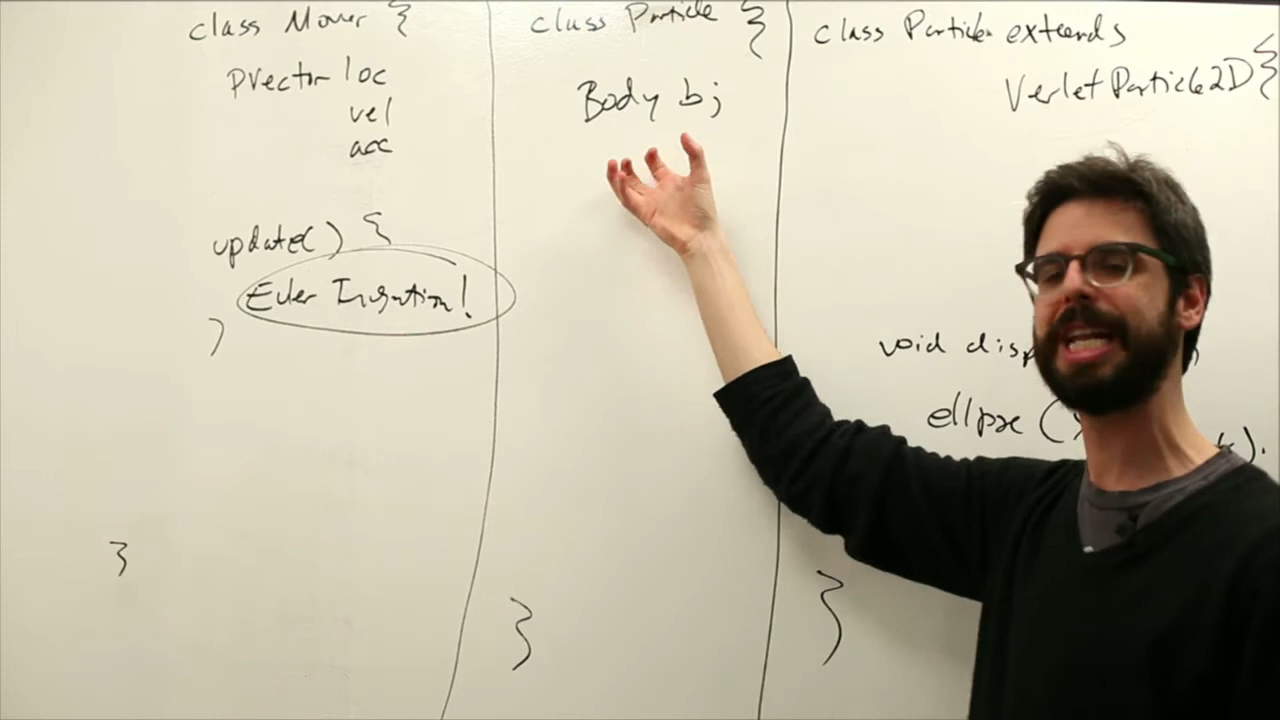 class Mover {
PVector loc
vel
acc
update() {
Euler Integration!
}
}
class Particle {
Body b;
}
class Particle extends
VerletParticle2D {
void disp
ellipse (
).
}